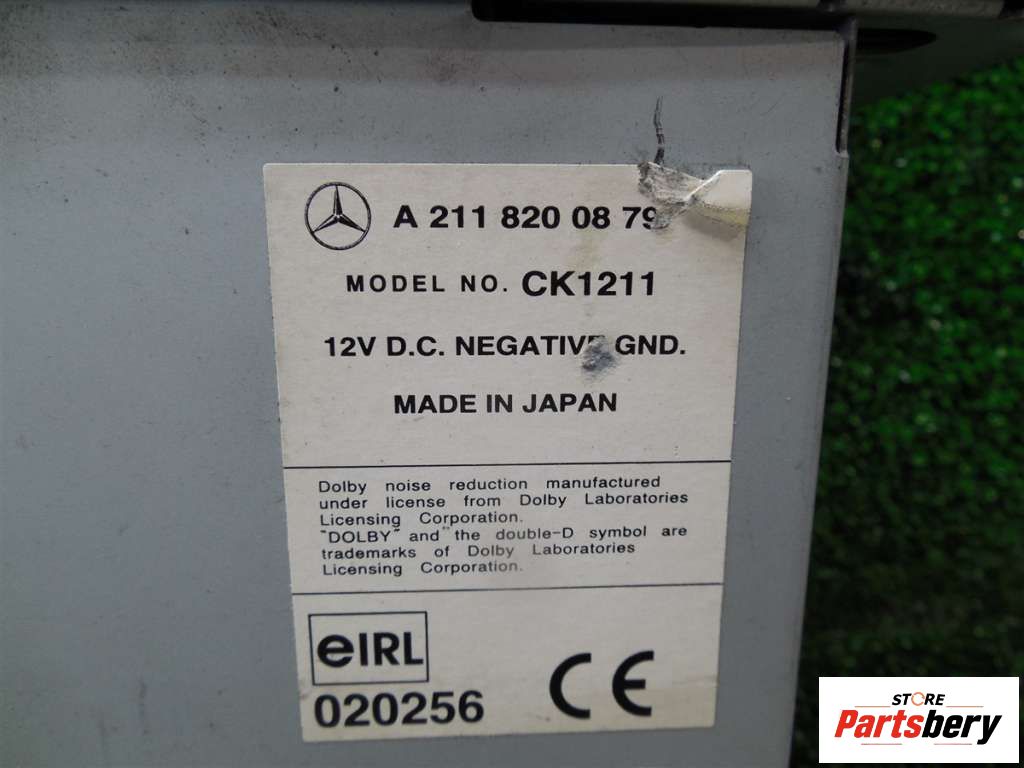 A 211 820 08 79
MODEL NO. CK1211
12V D.C. NEGATIVE GND.
MADE IN JAPAN
Dolby noise reduction manufactured
under license from Dolby Laboratories
Licensing Corporation.
"DOLBY" and the double-D symbol are
trademarks of Dolby Laboratories
Licensing Corporation.
eIRL
020256
CE
STORE
Partsbery